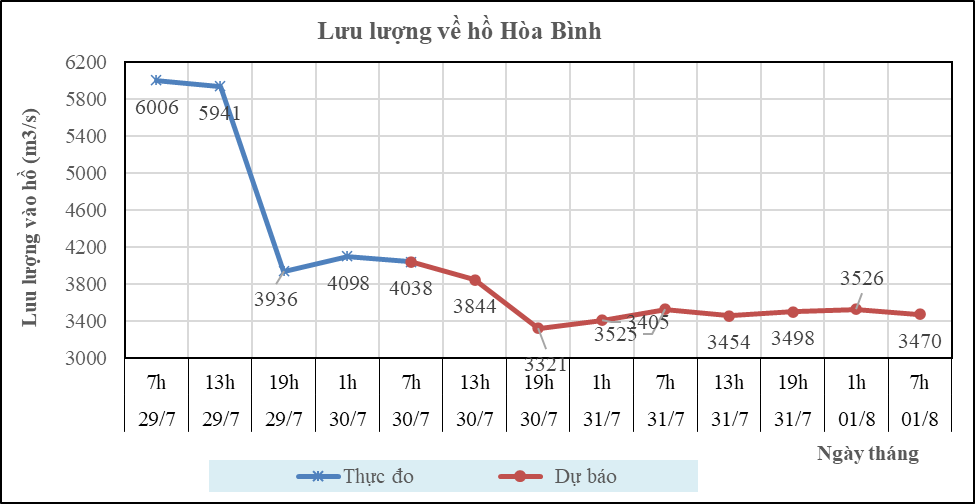 Lưu lượng về hồ Hòa Bình
Lưu lượng vào hồ (m3/s)
6200
5800
5400
5000
4600
4200
3800
3400
3000
6006 5941 3936 4098 4038 3844 3321 3405 3525 3454 3498 3526 3470
7h 13h 19h 1h 7h 13h 19h 1h 7h 13h 19h 1h 7h
29/7 29/7 29/7 30/7 30/7 30/7 30/7 31/7 31/7 31/7 31/7 01/8 01/8
Ngày tháng
Thực đo Dự báo